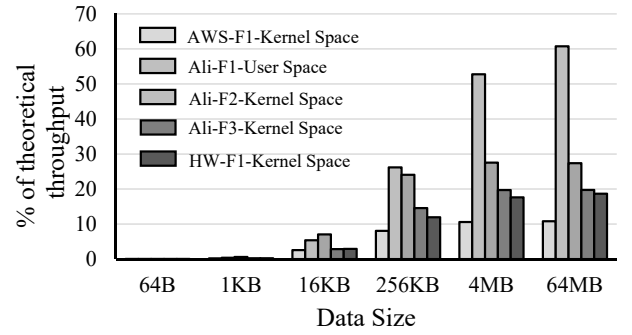 70
60
50
40
30
20
10
0
% of theoretical
throughput
AWS-F1-Kernel Space
Ali-F1-User Space
Ali-F2-Kernel Space
Ali-F3-Kernel Space
HW-F1-Kernel Space
64B 1KB 16KB 256KB 4MB 64MB
Data Size